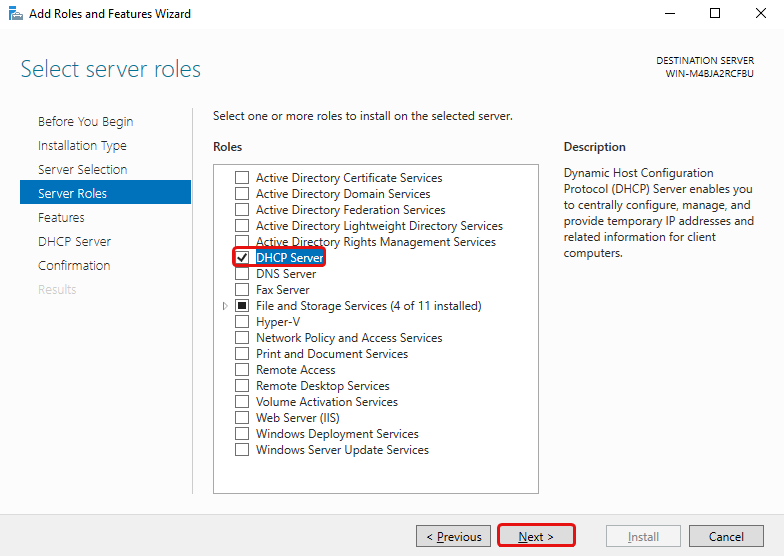 Add Roles and Features Wizard
Select server roles
DESTINATION SERVER
WIN-M4BJA2RCFBU
Before You Begin
Installation Type
Server Selection
Server Roles
Features
DHCP Server
Confirmation
Results
Select one or more roles to install on the selected server.
Roles
Active Directory Certificate Services
Active Directory Domain Services
Active Directory Federation Services
Active Directory Lightweight Directory Services
Active Directory Rights Management Services
DHCP Server
DNS Server
Fax Server
File and Storage Services (4 of 11 installed)
Hyper-V
Network Policy and Access Services
Print and Document Services
Remote Access
Remote Desktop Services
Volume Activation Services
Web Server (IIS)
Windows Deployment Services
Windows Server Update Services
Description
Dynamic Host Configuration
Protocol (DHCP) Server enables you
to centrally configure, manage, and
provide temporary IP addresses and
related information for client
computers.
< Previous
Next >
Install
Cancel